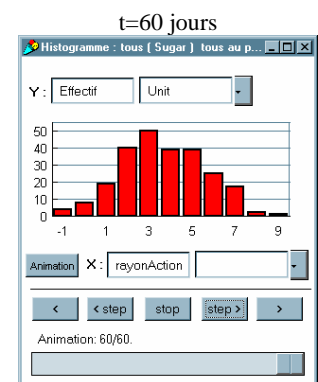 t=60 jours
Histogramme : tous ( Sugar ) tous au p...
Y : Effectif Unit
50
40
30
20
10
0
-1 1 3 5 7 9
Animation X : rayonAction
< < step stop step > >
Animation: 60/60.